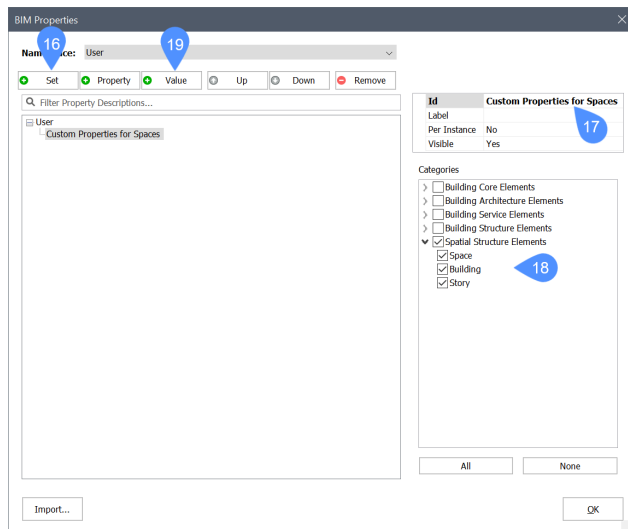 BIM Properties
16
19
Nam ce: User
Set Property Value Up Down Remove
Filter Property Descriptions...
User
Custom Properties for Spaces
Id Custom Properties for Spaces
Label
Per Instance No
Visible Yes
17
Categories
Building Core Elements
Building Architecture Elements
Building Service Elements
Building Structure Elements
Spatial Structure Elements
Space
Building
Story
18
All None
Import... OK